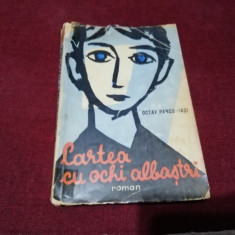 OCTAV PANCU-IAȘI
Cartea
cu ochi albaștri
roman